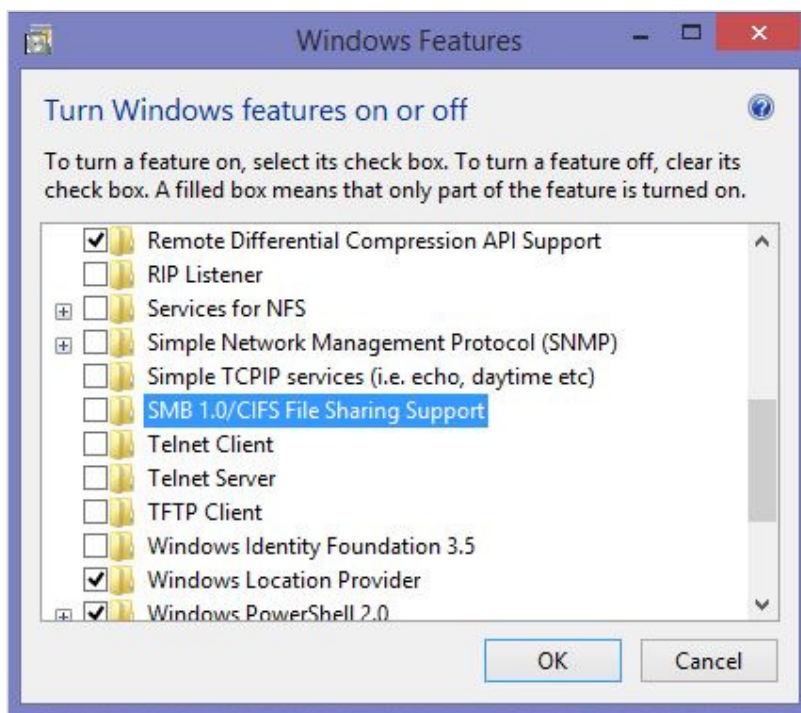 Windows Features
Turn Windows features on or off
To turn a feature on, select its check box. To turn a feature off, clear its
check box. A filled box means that only part of the feature is turned on.
Remote Differential Compression API Support
RIP Listener
Services for NFS
Simple Network Management Protocol (SNMP)
Simple TCPIP services (i.e. echo, daytime etc)
SMB 1.0/CIFS File Sharing Support
Telnet Client
Telnet Server
TFTP Client
Windows Identity Foundation 3.5
Windows Location Provider
Windows PowerShell 2.0
OK
Cancel